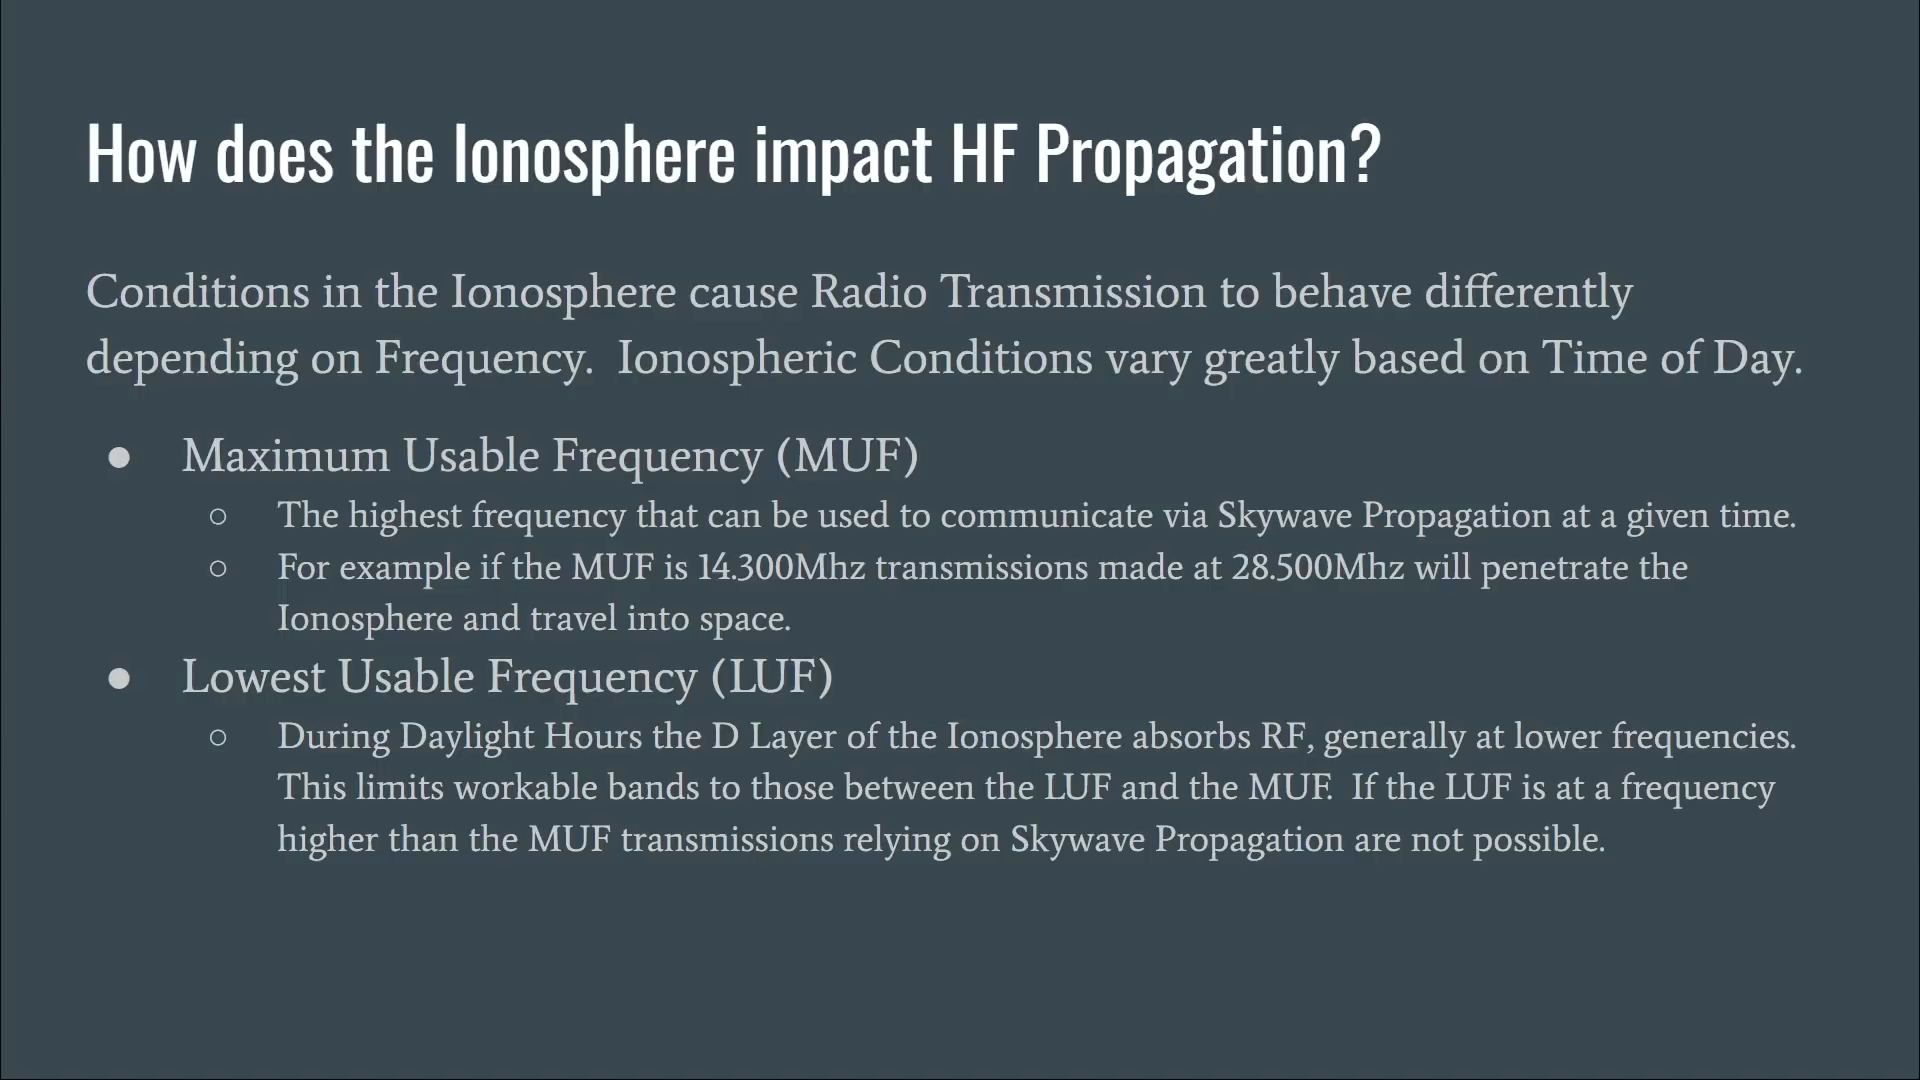 How does the Ionosphere impact HF Propagation?
Conditions in the Ionosphere cause Radio Transmission to behave differently
depending on Frequency.  Ionospheric Conditions vary greatly based on Time of Day.
● Maximum Usable Frequency (MUF)
○ The highest frequency that can be used to communicate via Skywave Propagation at a given time.
○ For example if the MUF is 14.300Mhz transmissions made at 28.500Mhz will penetrate the
Ionosphere and travel into space.
● Lowest Usable Frequency (LUF)
○ During Daylight Hours the D Layer of the Ionosphere absorbs RF, generally at lower frequencies.
This limits workable bands to those between the LUF and the MUF.  If the LUF is at a frequency
higher than the MUF transmissions relying on Skywave Propagation are not possible.